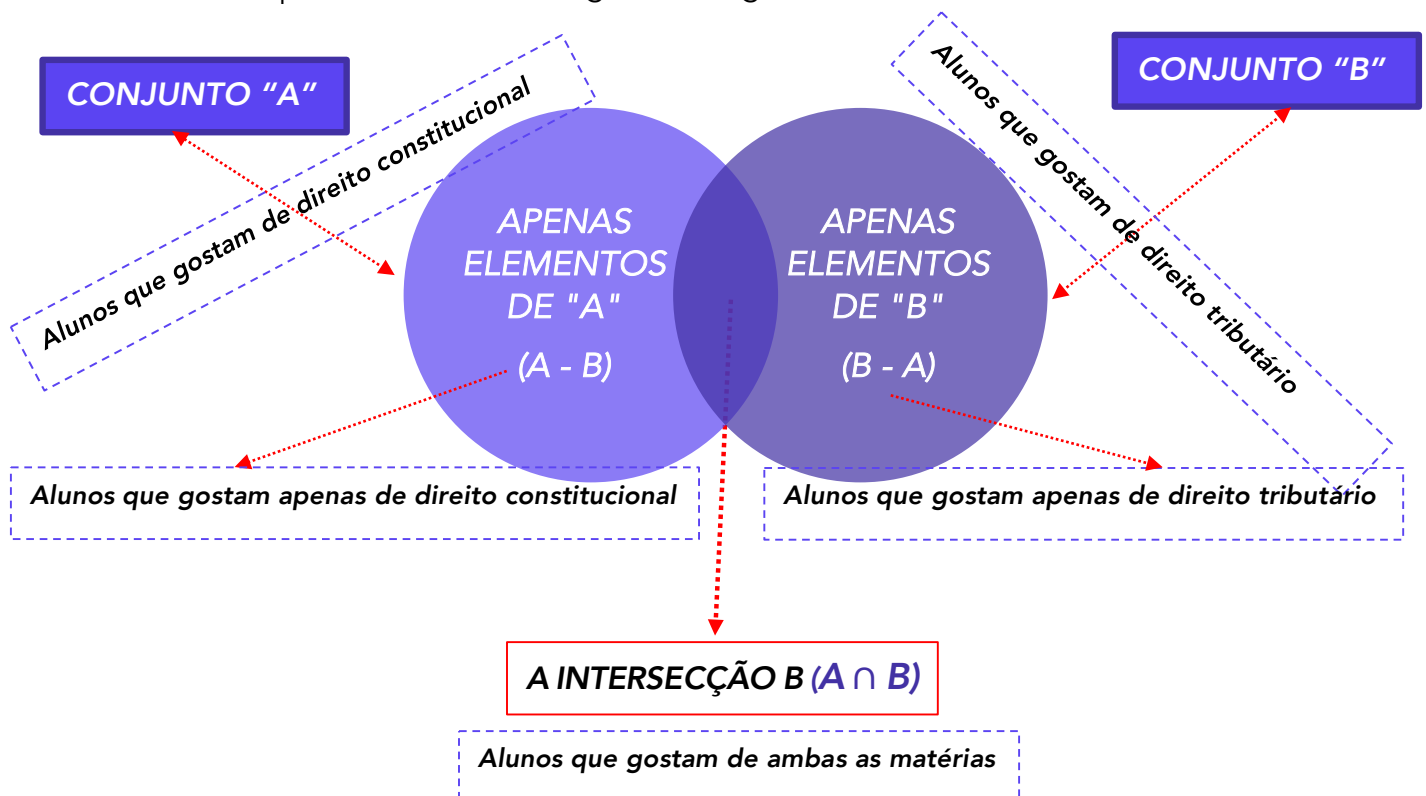 CONJUNTO “A”
CONJUNTO “B”
Alunos que gostam de direito constitucional
Alunos que gostam de direito tributário
APENAS
ELEMENTOS
DE "A"
(A - B)
APENAS
ELEMENTOS
DE "B"
(B - A)
Alunos que gostam apenas de direito constitucional
Alunos que gostam apenas de direito tributário
A INTERSECÇÃO B (A ∩ B)
Alunos que gostam de ambas as matérias